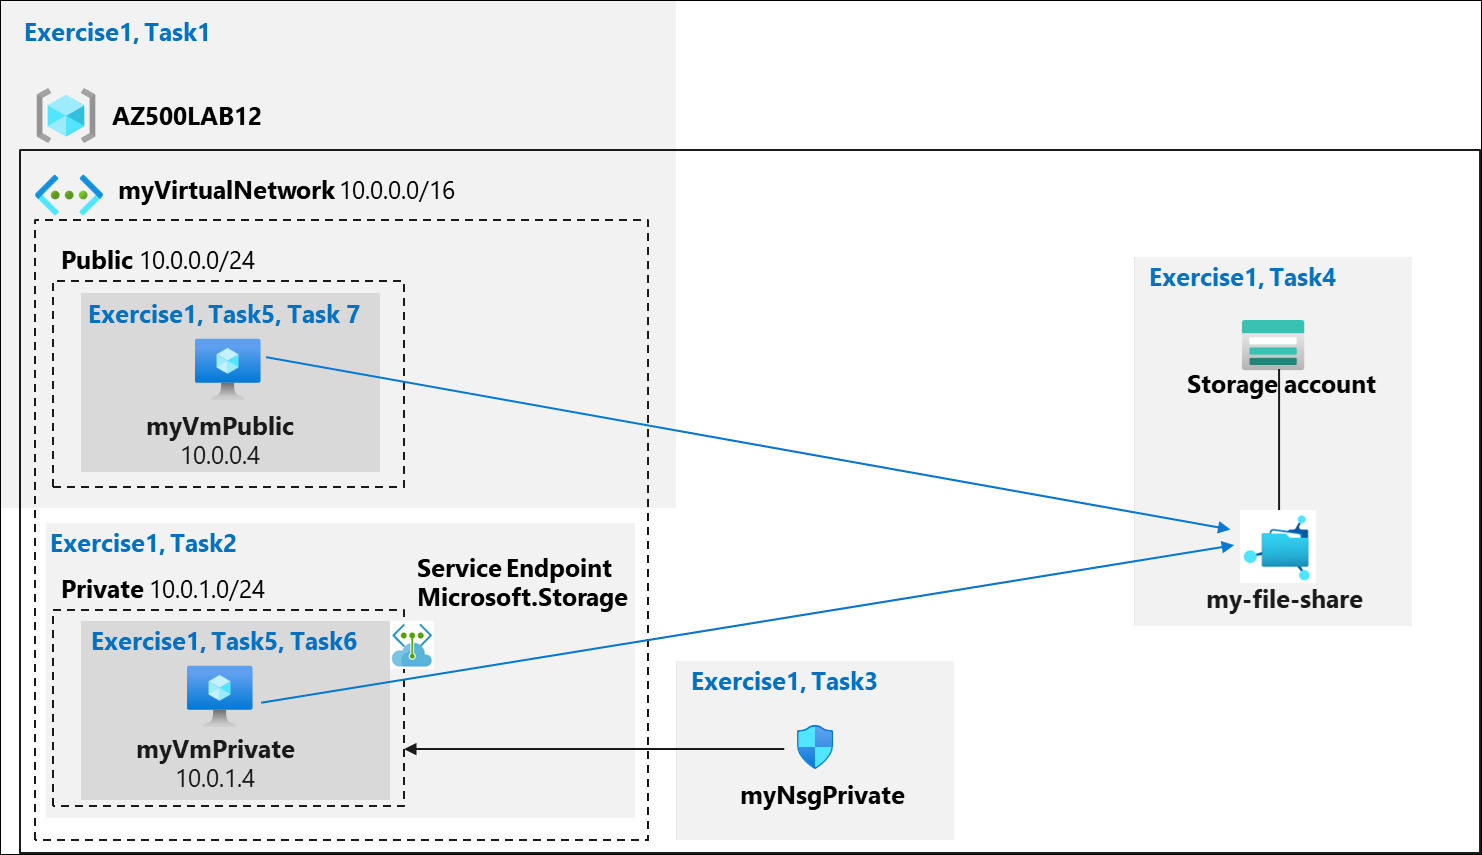 Exercise1, Task1
AZ500LAB12
myVirtualNetwork 10.0.0.0/16
Public 10.0.0.0/24
Exercise1, Task5, Task 7
myVmPublic
10.0.0.4
Exercise1, Task2
Private 10.0.1.0/24
Service Endpoint
Microsoft.Storage
Exercise1, Task5, Task6
myVmPrivate
10.0.1.4
Exercise1, Task3
myNsgPrivate
Exercise1, Task4
Storage account
my-file-share